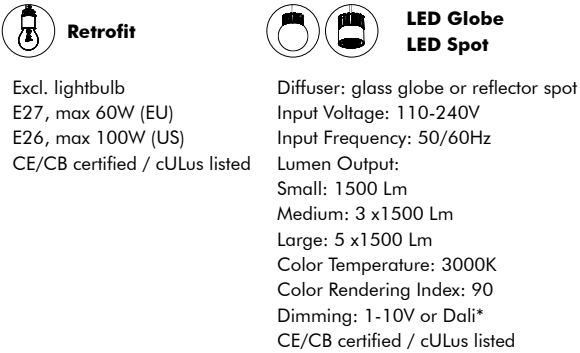 Retrofit
Excl. lightbulb
E27, max 60W (EU)
E26, max 100W (US)
CE/CB certified / cULus listed
LED Globe
LED Spot
Diffuser: glass globe or reflector spot
Input Voltage: 110-240V
Input Frequency: 50/60Hz
Lumen Output:
Small: 1500 Lm
Medium: 3 x1500 Lm
Large: 5 x1500 Lm
Color Temperature: 3000K
Color Rendering Index: 90
Dimming: 1-10V or Dali*
CE/CB certified / cULus listed